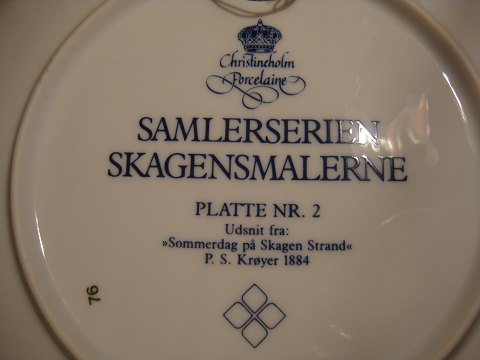 Christineholm
Porcelaine
SAMLERSERIEN
SKAGENSMALERNE
PLATTE NR. 2
Udsnit fra:
»Sommerdag på Skagen Strand«
P. S. Krøyer 1884
76